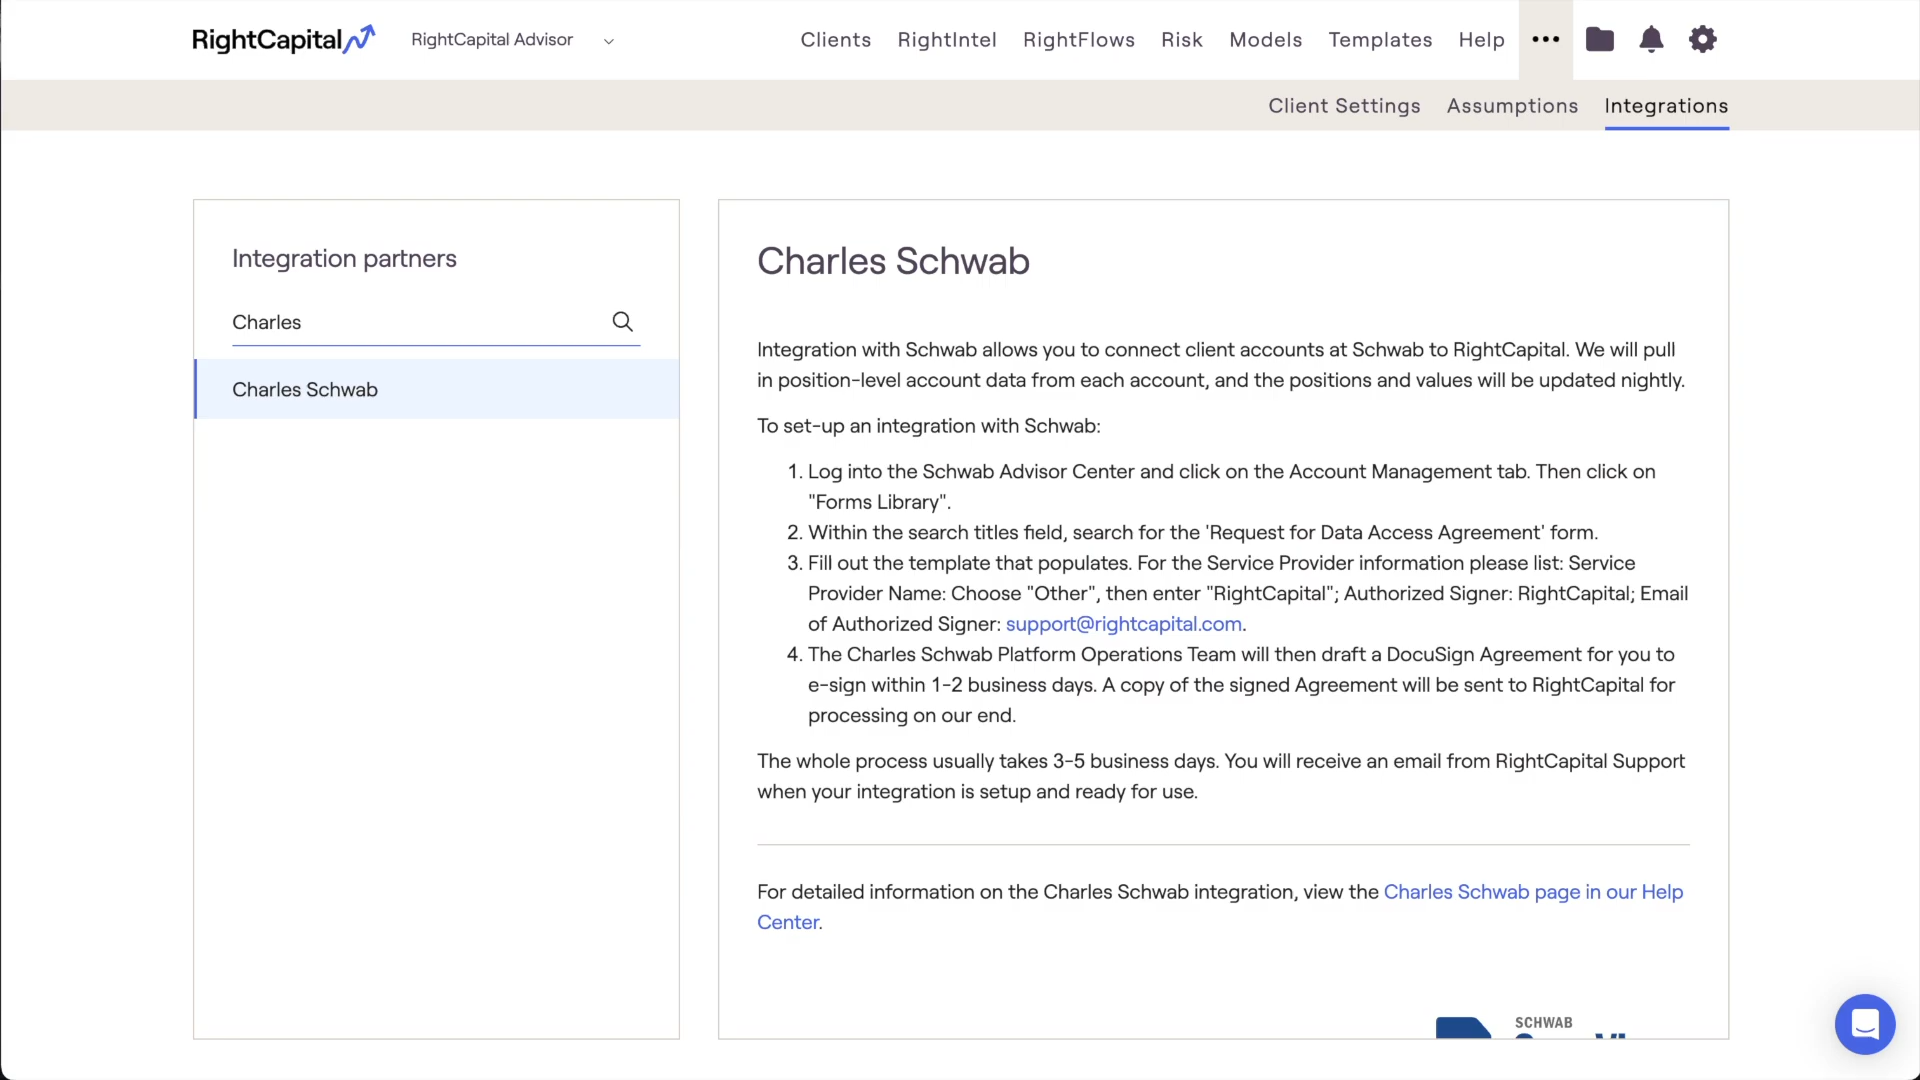 RightCapital
RightCapital Advisor
Clients
RightIntel
RightFlows
Risk
Models
Templates
Help
Client Settings
Assumptions
Integrations
Integration partners
Charles
Charles Schwab
Charles Schwab
Integration with Schwab allows you to connect client accounts at Schwab to RightCapital. We will pull
in position-level account data from each account, and the positions and values will be updated nightly.
To set-up an integration with Schwab:
1. Log into the Schwab Advisor Center and click on the Account Management tab. Then click on
"Forms Library".
2. Within the search titles field, search for the 'Request for Data Access Agreement' form.
3. Fill out the template that populates. For the Service Provider information please list: Service
Provider Name: Choose "Other", then enter "RightCapital"; Authorized Signer: RightCapital; Email
of Authorized Signer: support@rightcapital.com.
4. The Charles Schwab Platform Operations Team will then draft a DocuSign Agreement for you to
e-sign within 1-2 business days. A copy of the signed Agreement will be sent to RightCapital for
processing on our end.
The whole process usually takes 3-5 business days. You will receive an email from RightCapital Support
when your integration is setup and ready for use.
For detailed information on the Charles Schwab integration, view the Charles Schwab page in our Help
Center.
SCHWAB